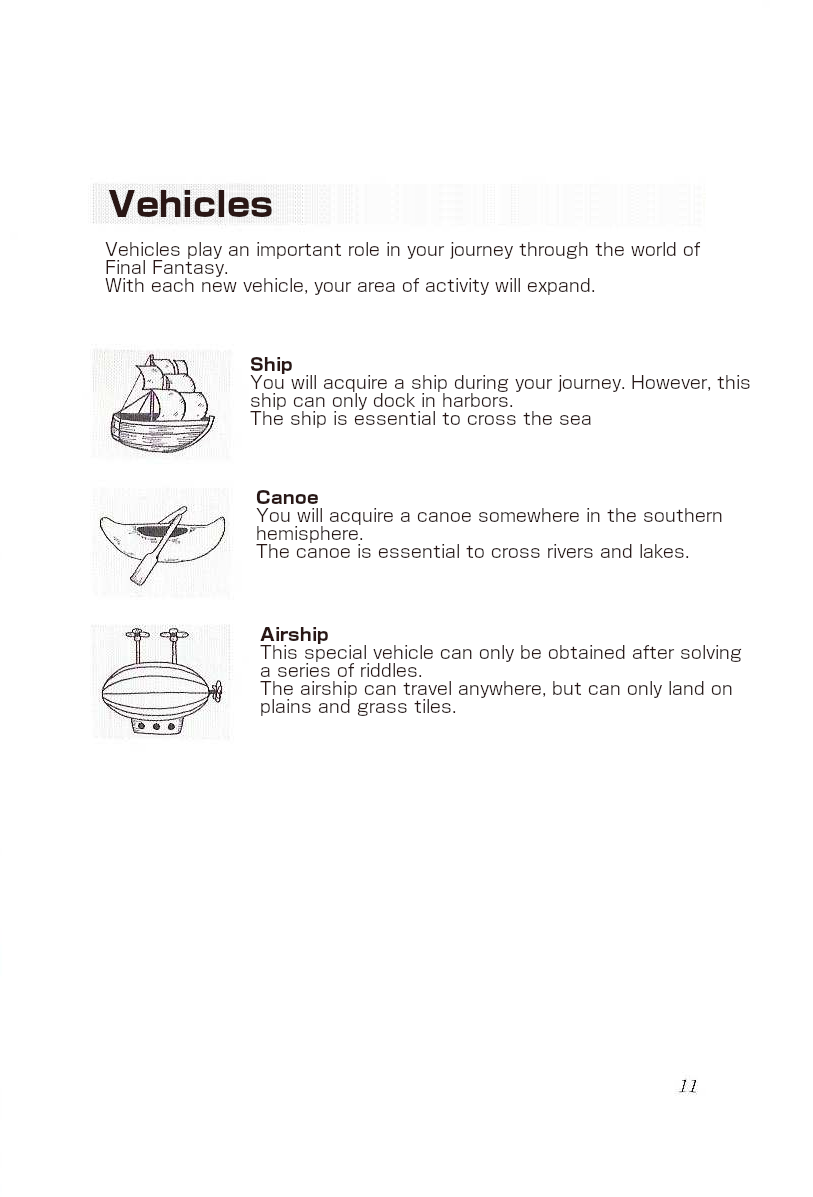 Vehicles
Vehicles play an important role in your journey through the world of
Final Fantasy.
With each new vehicle, your area of activity will expand.
Ship
You will acquire a ship during your journey. However, this
ship can only dock in harbors.
The ship is essential to cross the sea
Canoe
You will acquire a canoe somewhere in the southern
hemisphere.
The canoe is essential to cross rivers and lakes.
Airship
This special vehicle can only be obtained after solving
a series of riddles.
The airship can travel anywhere, but can only land on
plains and grass tiles.
11